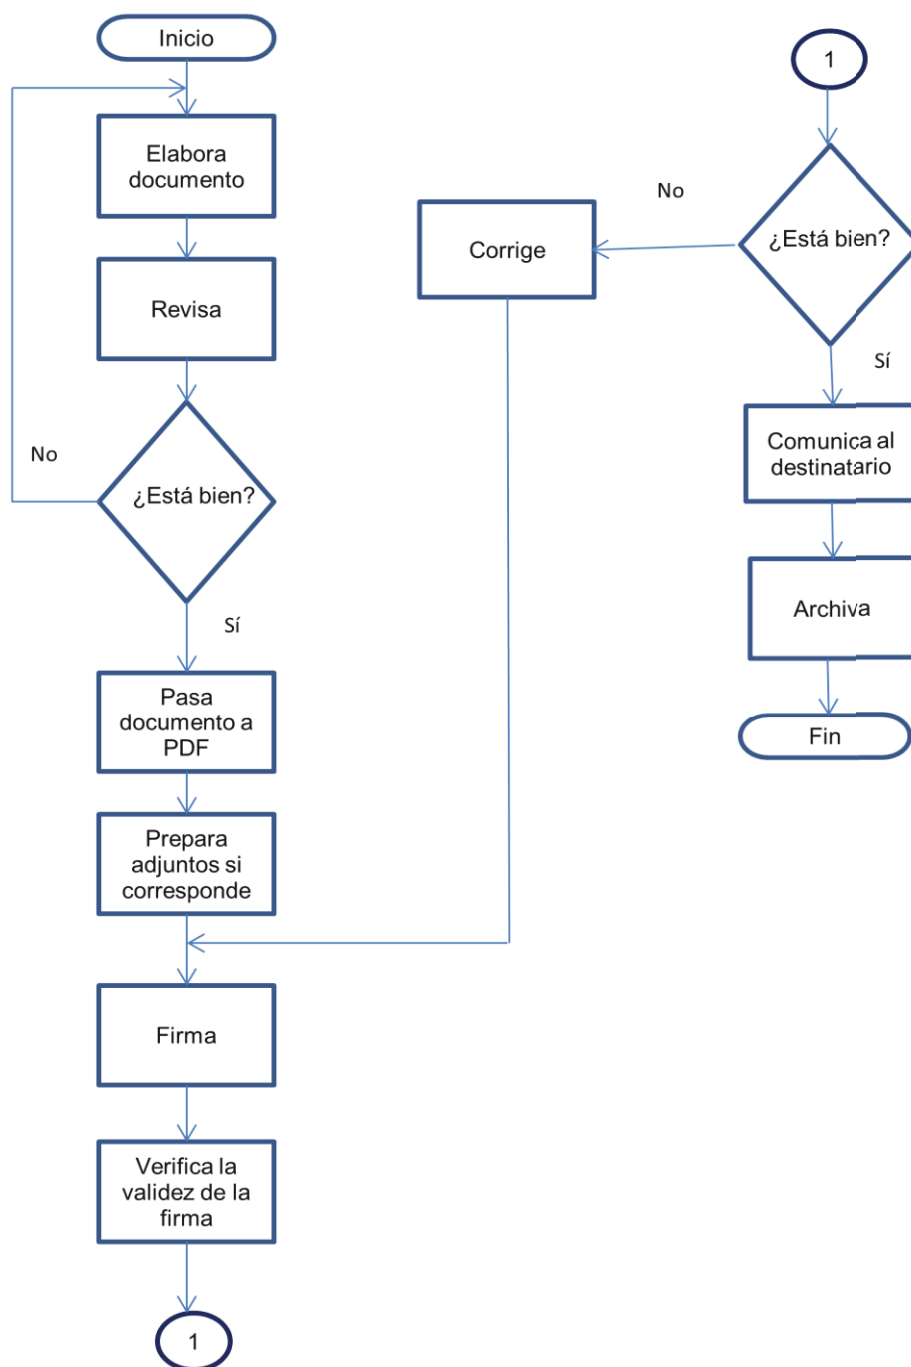 Inicio
Elabora
documento
Revisa
No
¿Está bien?
Sí
Pasa
documento a
PDF
Prepara
adjuntos si
corresponde
Firma
Verifica la
validez de la
firma
1
1
No
¿Está bien?
Corrige
Sí
Comunica al
destinatario
Archiva
Fin